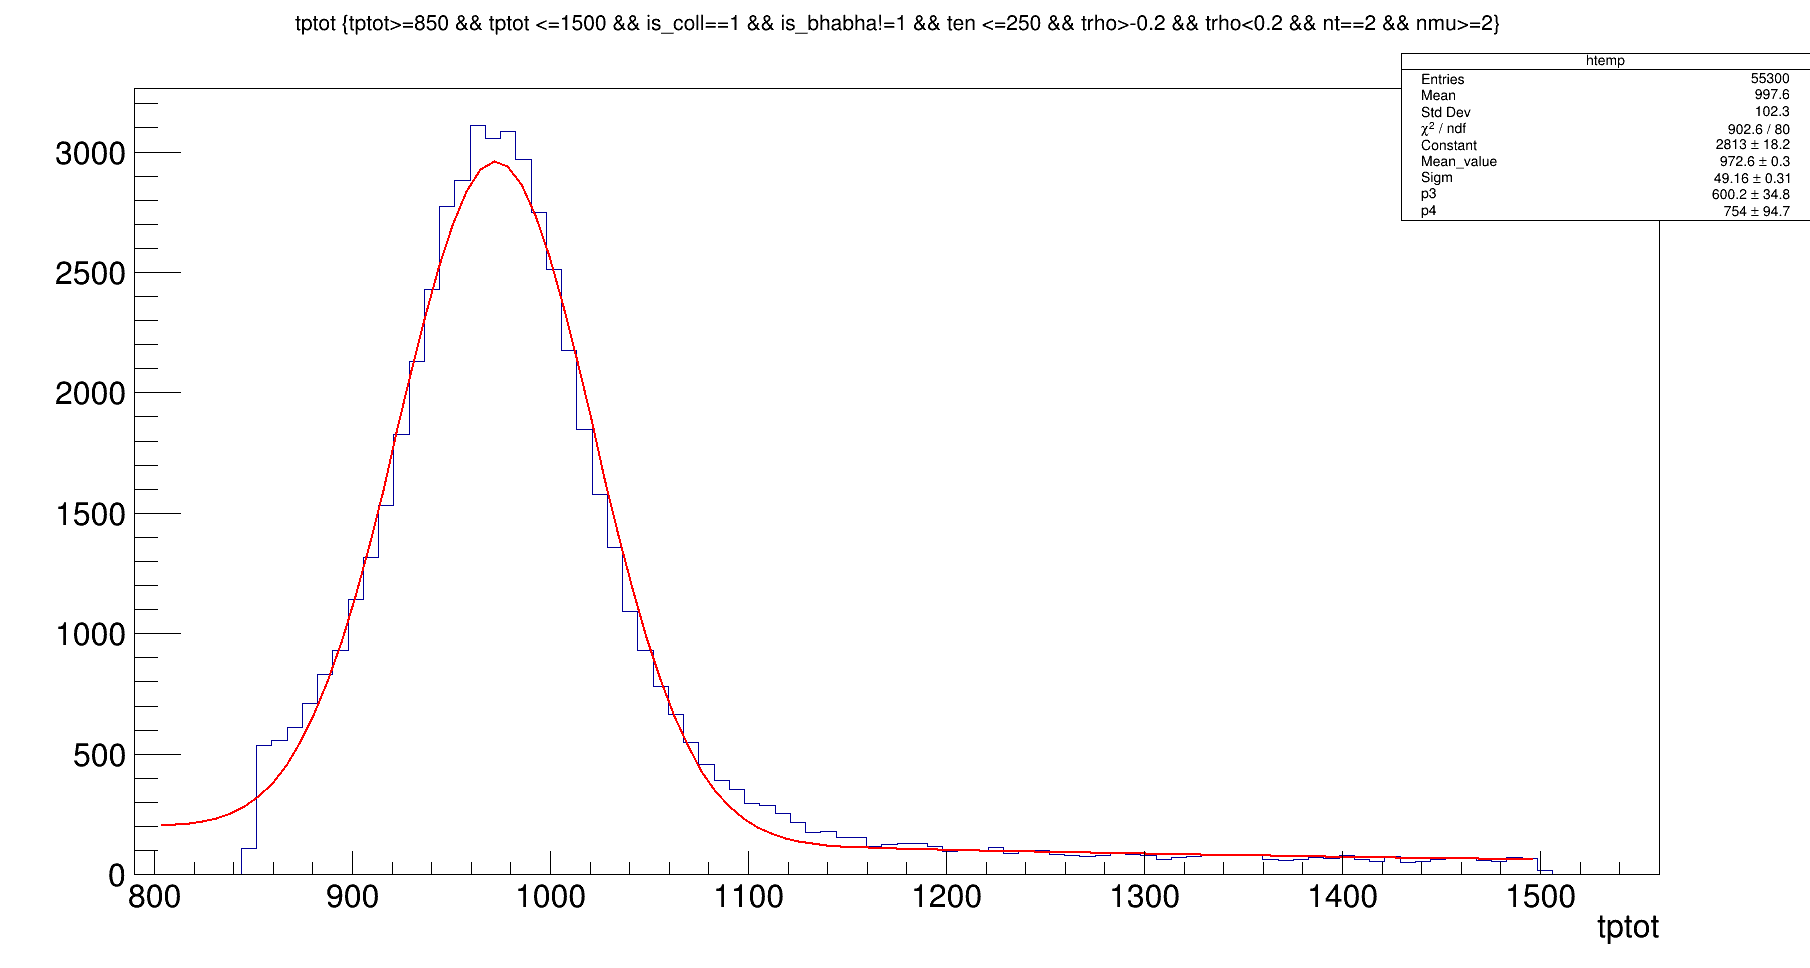 tptot {tptot>=850 && tptot <=1500 && is_coll==1 && is_bhabha!=1 && ten <=250 && trho>-0.2 && trho<0.2 && nt==2 && nmu>=2}
htemp
Entries 55300
Mean 997.6
Std Dev 102.3
χ² / ndf 902.6 / 80
Constant 2813 ± 18.2
Mean_value 972.6 ± 0.3
Sigm 49.16 ± 0.31
p3 600.2 ± 34.8
p4 754 ± 94.7
3000
2500
2000
1500
1000
500
0
800 900 1000 1100 1200 1300 1400 1500
tptot